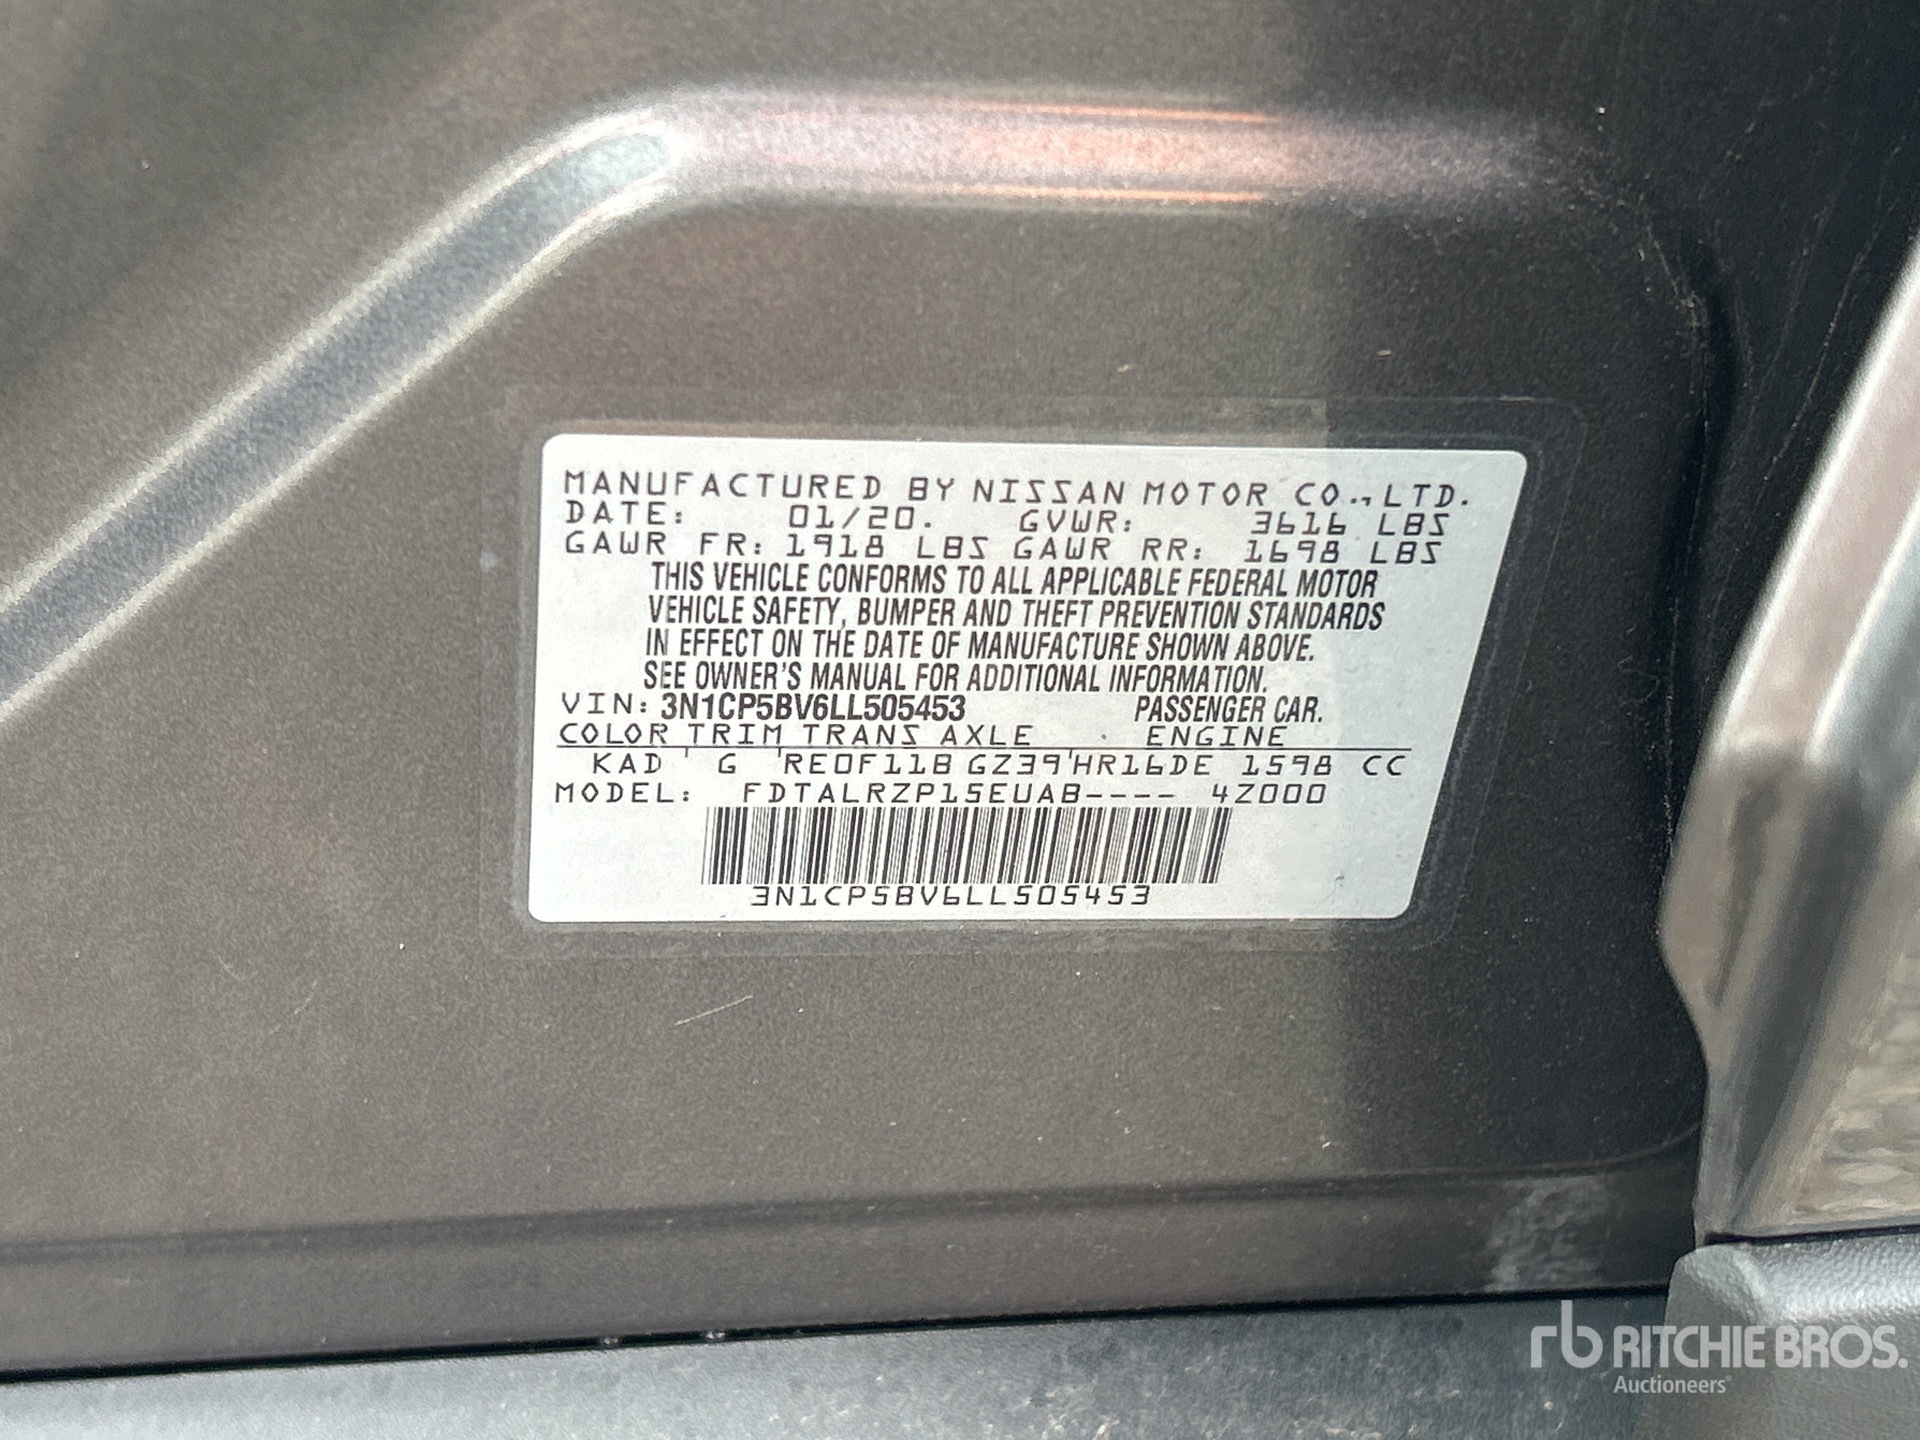 MANUFACTURED BY NISSAN MOTOR CO., LTD.
DATE: 01/20. GVWR: 3616 LBS
GAWR FR: 1918 LBS GAWR RR: 1698 LBS
THIS VEHICLE CONFORMS TO ALL APPLICABLE FEDERAL MOTOR
VEHICLE SAFETY, BUMPER AND THEFT PREVENTION STANDARDS
IN EFFECT ON THE DATE OF MANUFACTURE SHOWN ABOVE.
SEE OWNER'S MANUAL FOR ADDITIONAL INFORMATION.
VIN: 3N1CP5BV6LL505453 PASSENGER CAR.
COLOR TRIM TRANS AXLE ENGINE
KAD G RE0F11B GZ39 HR16DE 1598 CC
MODEL: FDTALRZP15EUAB---- 4Z000
3N1CP5BV6LL505453
rb RITCHIE BROS.
Auctioneers